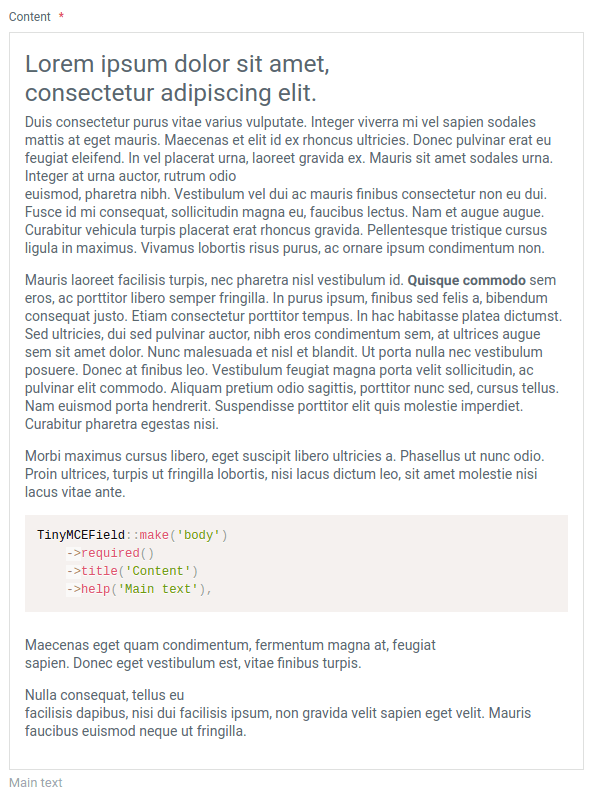 Content *
Lorem ipsum dolor sit amet,
consectetur adipiscing elit.
Duis consectetur purus vitae varius vulputate. Integer viverra mi vel sapien sodales
mattis at eget mauris. Maecenas et elit id ex rhoncus ultricies. Donec pulvinar erat eu
feugiat eleifend. In vel placerat urna, laoreet gravida ex. Mauris sit amet sodales urna.
Integer at urna auctor, rutrum odio
euismod, pharetra nibh. Vestibulum vel dui ac mauris finibus consectetur non eu dui.
Fusce id mi consequat, sollicitudin magna eu, faucibus lectus. Nam et augue augue.
Curabitur vehicula turpis placerat erat rhoncus gravida. Pellentesque tristique cursus
ligula in maximus. Vivamus lobortis risus purus, ac ornare ipsum condimentum non.
Mauris laoreet facilisis turpis, nec pharetra nisl vestibulum id. Quisque commodo sem
eros, ac porttitor libero semper fringilla. In purus ipsum, finibus sed felis a, bibendum
consequat justo. Etiam consectetur porttitor tempus. In hac habitasse platea dictumst.
Sed ultricies, dui sed pulvinar auctor, nibh eros condimentum sem, at ultrices augue
sem sit amet dolor. Nunc malesuada et nisl et blandit. Ut porta nulla nec vestibulum
posuere. Donec at finibus leo. Vestibulum feugiat magna porta velit sollicitudin, ac
pulvinar elit commodo. Aliquam pretium odio sagittis, porttitor nunc sed, cursus tellus.
Nam euismod porta hendrerit. Suspendisse porttitor elit quis molestie imperdiet.
Curabitur pharetra egestas nisi.
Morbi maximus cursus libero, eget suscipit libero ultricies a. Phasellus ut nunc odio.
Proin ultrices, turpis ut fringilla lobortis, nisi lacus dictum leo, sit amet molestie nisi
lacus vitae ante.
TinyMCEField::make('body')
->required()
->title('Content')
->help('Main text'),
Maecenas eget quam condimentum, fermentum magna at, feugiat
sapien. Donec eget vestibulum est, vitae finibus turpis.
Nulla consequat, tellus eu
facilisis dapibus, nisi dui facilisis ipsum, non gravida velit sapien eget velit. Mauris
faucibus euismod neque ut fringilla.
Main text